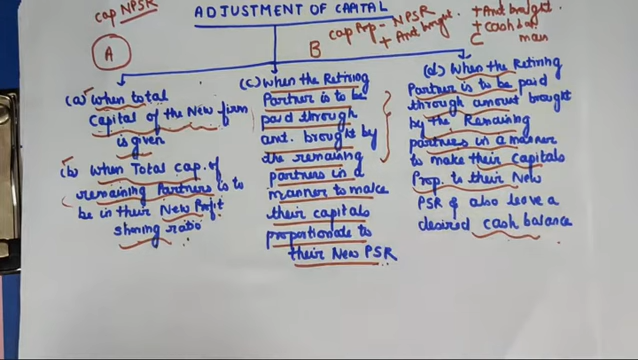 cap NPSR
ADJUSTMENT OF CAPITAL
A
B
cap Prop - NPSR
+ Amt brought.
+ Amt brought
+ Cash bal.
C main
(a) When total
Capital of the New firm
is given
(b) When Total Cap. of
remaining Partners is to
be in their New Profit
sharing ratio
(c) When the Retiring
Partner is to be
paid through
amt. brought by
the remaining
partners in a
manner to make
their capitals
proportionate to
their New PSR
(d) When the Retiring
Partner is to be paid
through amount brought
by the Remaining
partners in a manner
to make their Capitals
Prop. to their New
PSR & also leave a
desired cash balance